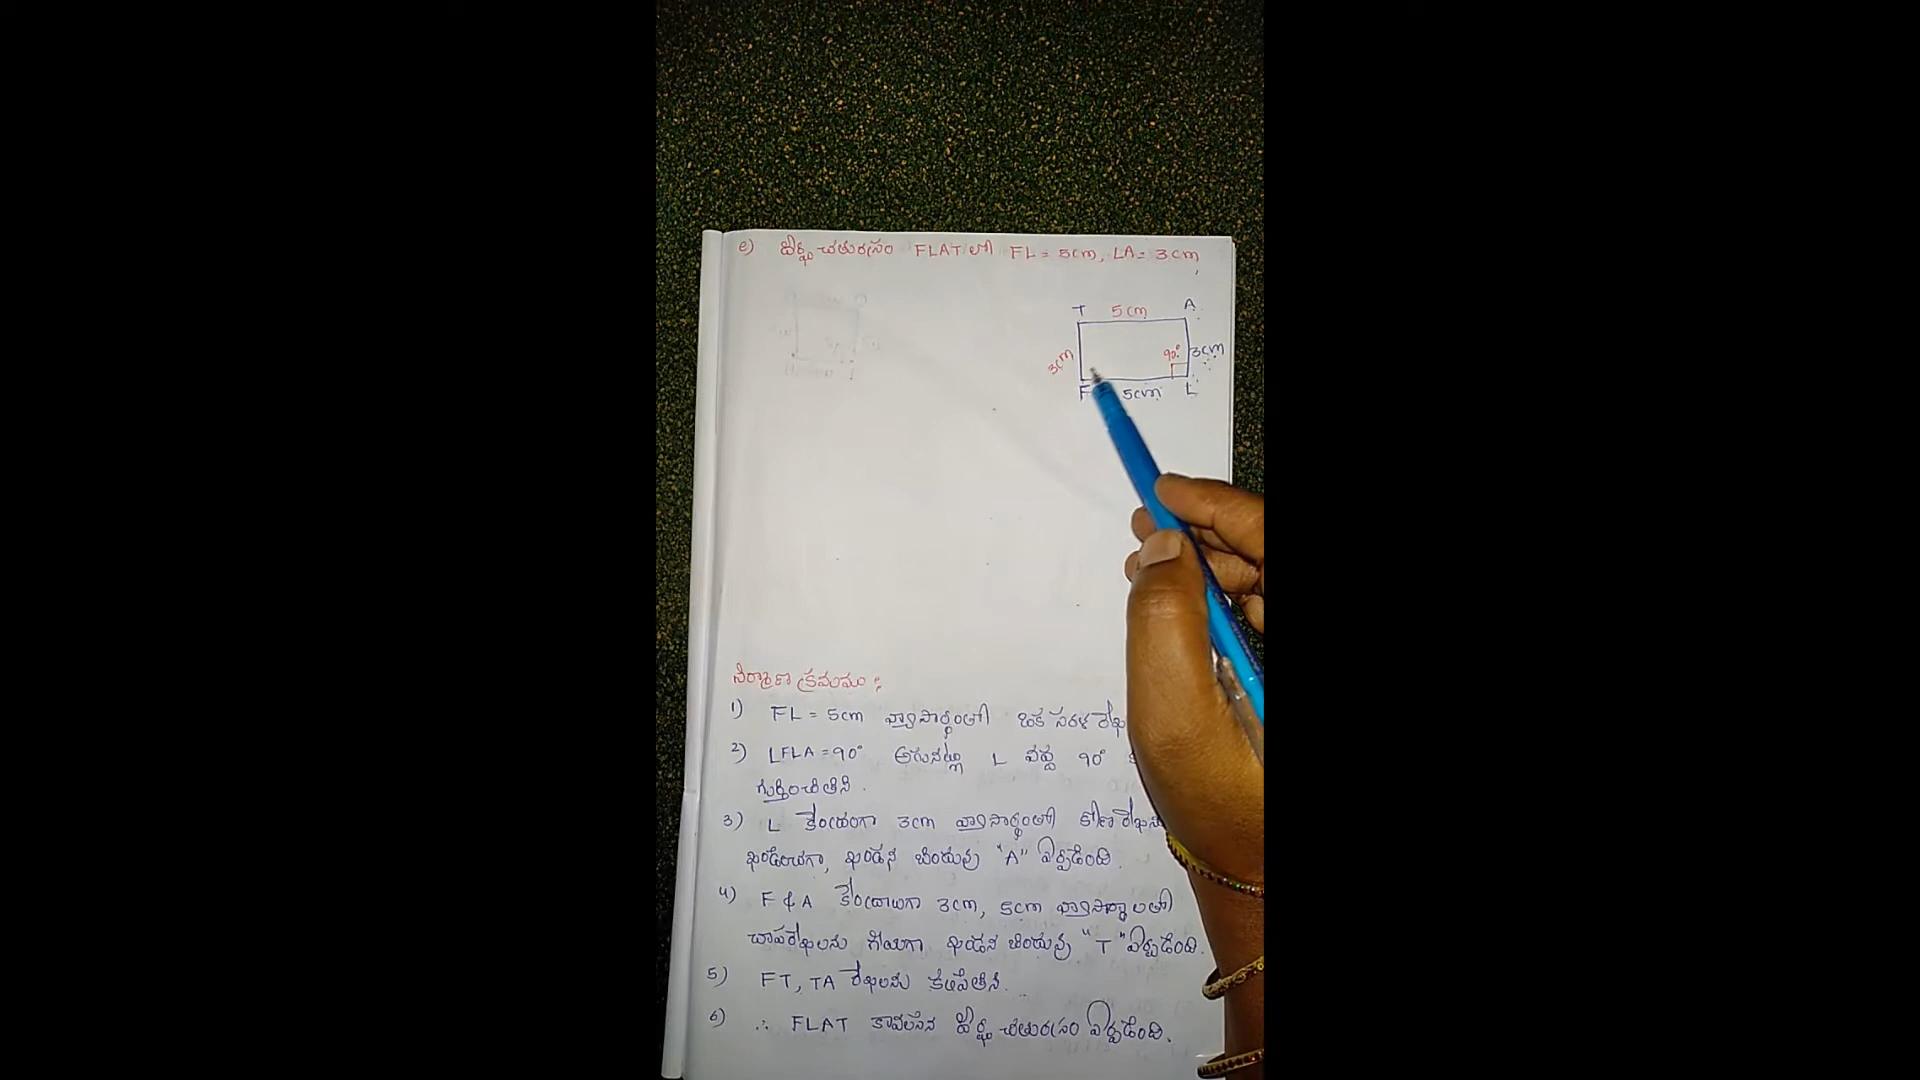 e) దీర్ఘ చతురస్రం FLAT లో FL = 5cm, LA = 3cm,
T 5cm A
3cm 90° 3cm
F 5cm L
నిర్మాణ క్రమము :
1) FL = 5cm వ్యాసార్ధంతో ఒక సరళ రేఖ
2) ∟FLA = 90° అగునట్లు L వద్ద 90°
గుర్తించితిని .
3) L కేంద్రంగా 3cm వ్యాసార్ధంతో కోణ రేఖను
ఖండించగా, ఖండన బిందువు "A" ఏర్పడింది .
4) F & A కేంద్రాలుగా 3cm, 5cm వ్యాసార్ధాలతో
చాపరేఖలను గీయగా ఖండన బిందువు "T" ఏర్పడింది.
5) FT, TA రేఖలను కలిపితిని.
6) ∴ FLAT కావలసిన దీర్ఘ చతురస్రం ఏర్పడింది.